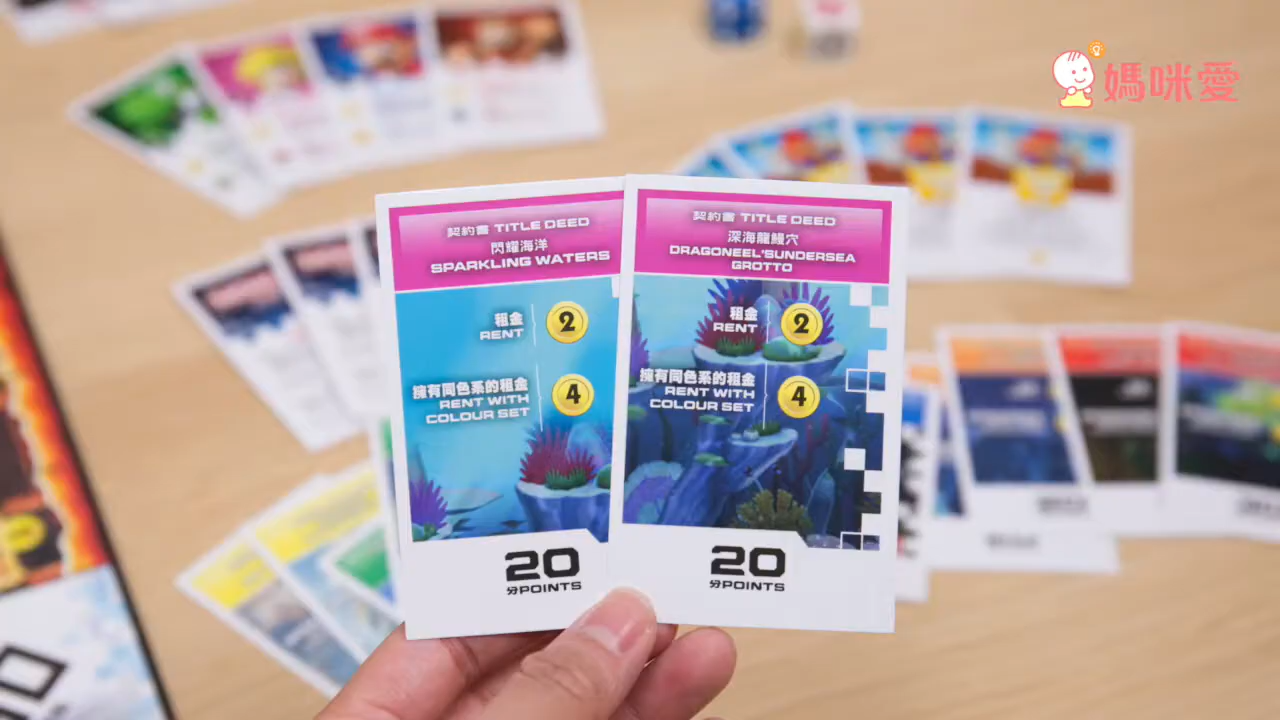 媽咪愛
契約書 TITLE DEED
閃耀海洋
SPARKLING WATERS
租金
RENT
2
擁有同色系的租金
RENT WITH
COLOUR SET
4
20
分POINTS
契約書 TITLE DEED
深海龍鰻穴
DRAGONEEL'SUNDERSEA
GROTTO
租金
RENT
2
擁有同色系的租金
RENT WITH
COLOUR SET
4
20
分POINTS